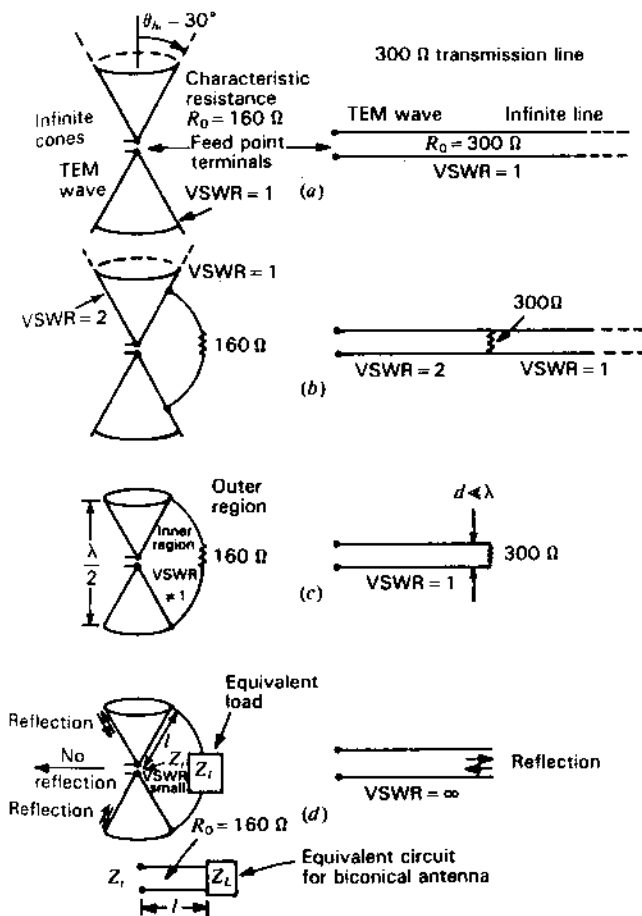 θhc - 30°
300 Ω transmission line
Characteristic
resistance
R0 = 160 Ω
Infinite
cones
TEM
wave
Feed point
terminals
VSWR = 1
(a)
TEM wave
Infinite line
R0 = 300 Ω
VSWR = 1
VSWR = 1
VSWR = 2
160 Ω
(b)
300Ω
VSWR = 2
VSWR = 1
Outer
region
λ
2
Inner
region
VSWR
≠ 1
160 Ω
(c)
d ≪ λ
300 Ω
VSWR = 1
Equivalent
load
Reflection
No
reflection
Reflection
l
Zi
VSWR
small
Zl
(d)
Reflection
VSWR = ∞
R0 = 160 Ω
Zi
ZL
l
Equivalent circuit
for biconical antenna